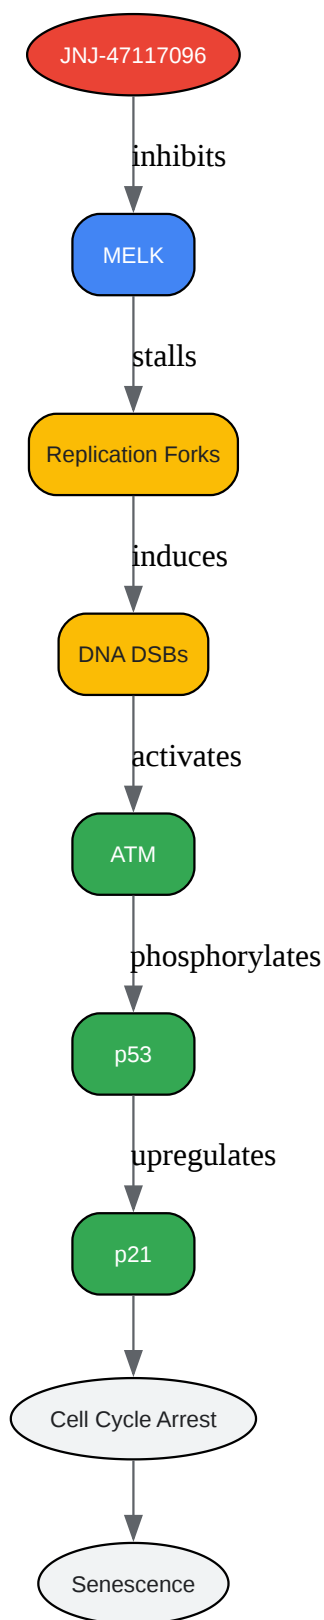 JNJ-47117096
inhibits
MELK
stalls
Replication Forks
induces
DNA DSBs
activates
ATM
phosphorylates
p53
upregulates
p21
Cell Cycle Arrest
Senescence